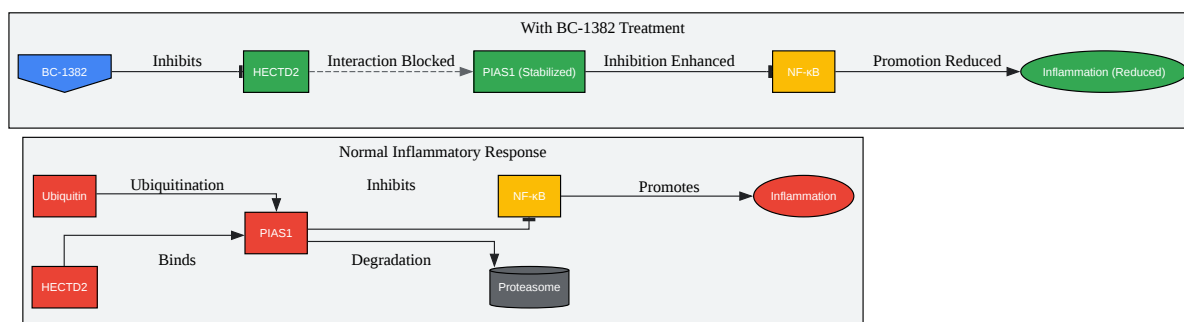 With BC-1382 Treatment
BC-1382
Inhibits
HECTD2
Interaction Blocked
PIAS1 (Stabilized)
Inhibition Enhanced
NF-κB
Promotion Reduced
Inflammation (Reduced)
Normal Inflammatory Response
Ubiquitin
Ubiquitination
Inhibits
NF-κB
Promotes
Inflammation
PIAS1
HECTD2
Binds
Degradation
Proteasome